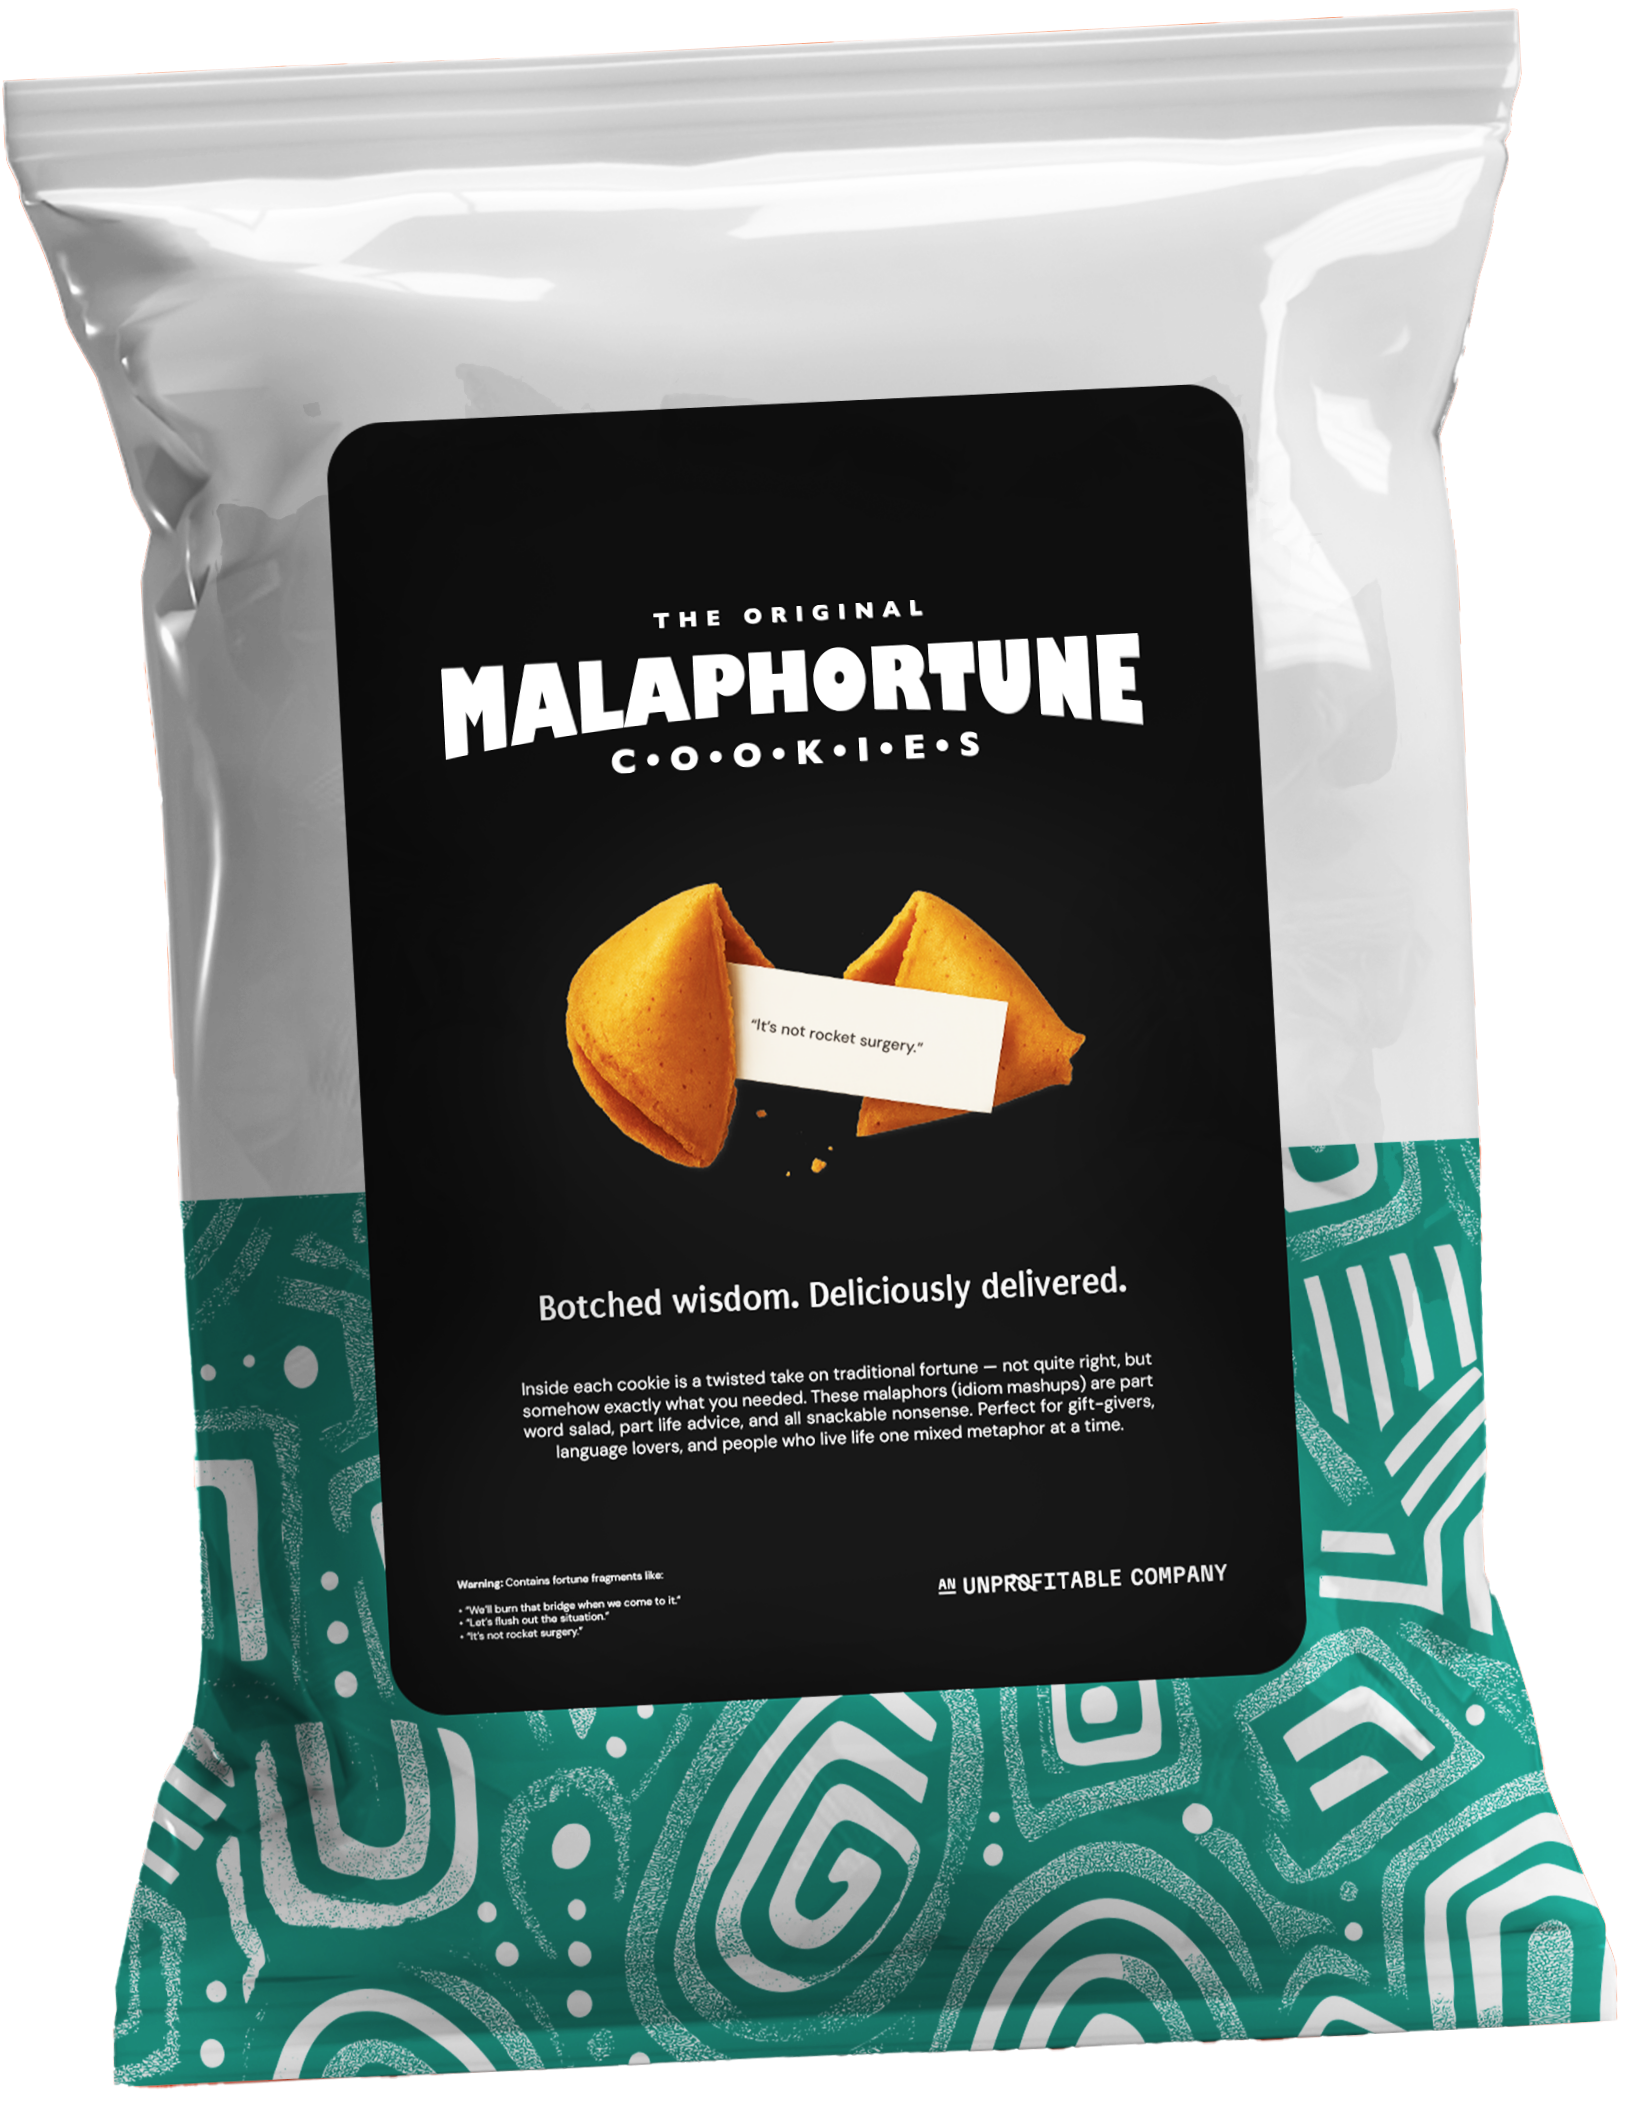 THE ORIGINAL
MALAPHORTUNE
C•O•O•K•I•E•S
“It’s not rocket surgery.”
Botched wisdom. Deliciously delivered.
Inside each cookie is a twisted take on traditional fortune — not quite right, but
somehow exactly what you needed. These malaphors (idiom mashups) are part
word salad, part life advice, and all snackable nonsense. Perfect for gift-givers,
language lovers, and people who live life one mixed metaphor at a time.
Warning: Contains fortune fragments like:
• “We’ll burn that bridge when we come to it.”
• “Let’s flush out the situation.”
• “It’s not rocket surgery.”
AN UNPROFITABLE COMPANY